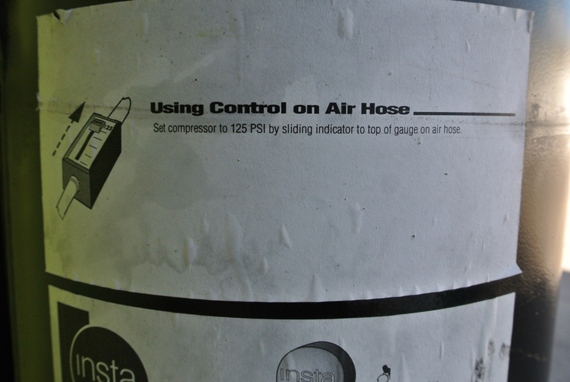 Using Control on Air Hose
Set compressor to 125 PSI by sliding indicator to top of gauge on air hose.
insta
insta